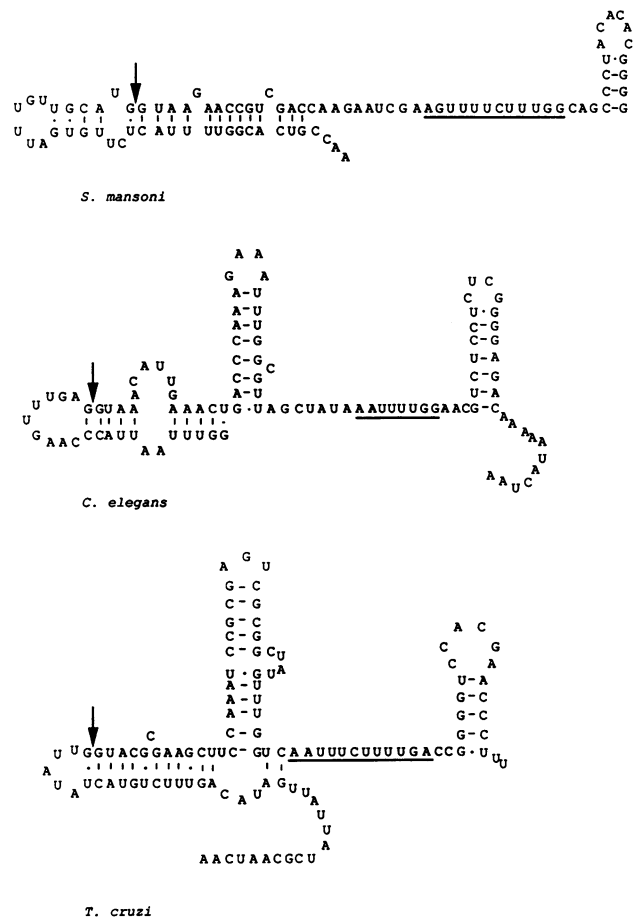 A C
C A
A C
U·G
C-G
C-G
U G C
U G U U G C A G G U A A G A A C C G U G A C C A A G A A U C G A A G U U U U C U U U G G C A G C-G
U U A G U G U U C U C U A C A U U U U G G C A C U G C C A A
S. mansoni
A A
G A
A-U
A-U
A-U
C-G
C-G C
A-U
U C
C G
U·G
C-G
C-G
U-A
C-G
U-A
C A U U
A G
U U U G A G G U A A A A A A C U G·U A G C U A U A A A U U U U G G A A C G-C A A A A A A U A C U A A
G A A C C C A U U A A U U U G G
C. elegans
A G U
G-C
C-G
G-C
C-G C U
C-G A
U·G U
A-U
A-U
A-U
C-G
A C
C G
C A
U-A
G-C
G-C
G-U U U
C
A U U G G U A C G G A A G C U U C-G U C A A U U U C U U U U G A C C G·U
U A U C A U G U C U U U G A C A U A G U U A U U A
A A C U A A C G C U
T. cruzi